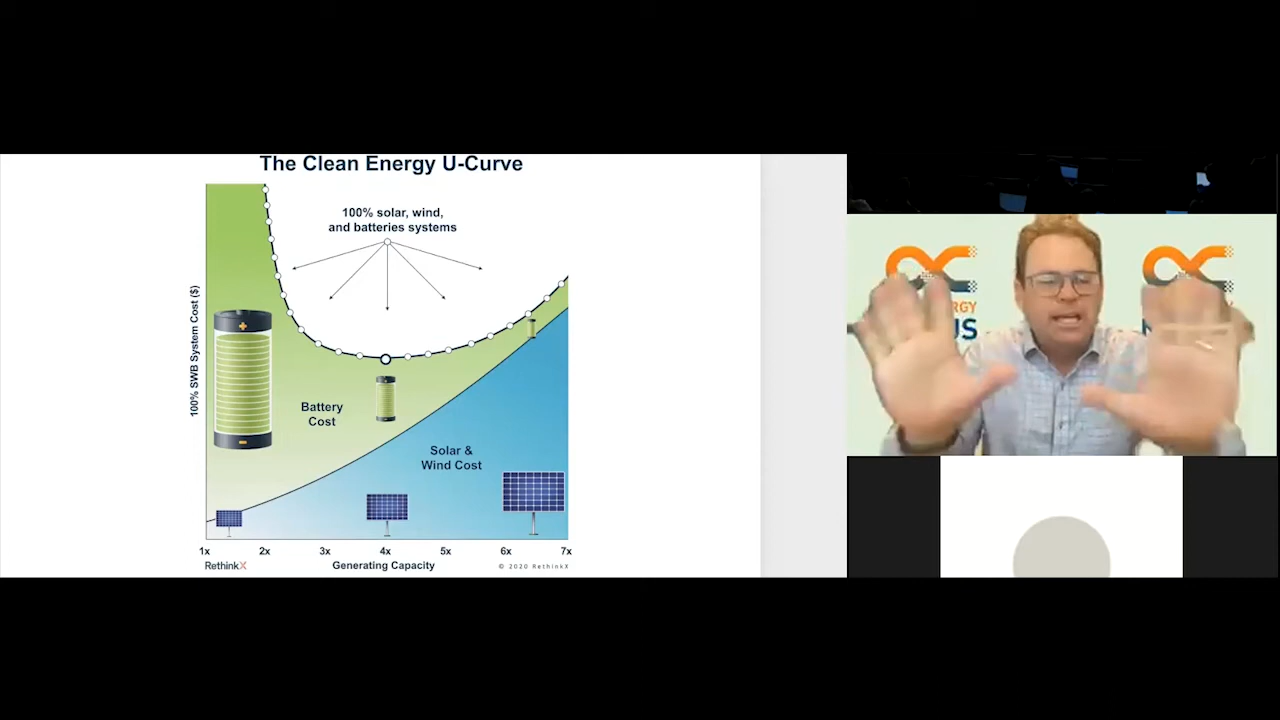 The Clean Energy U-Curve
100% solar, wind,
and batteries systems
100% SWB System Cost ($)
Battery
Cost
Solar &
Wind Cost
1x 2x 3x 4x 5x 6x 7x
RethinkX
Generating Capacity
© 2020 RethinkX